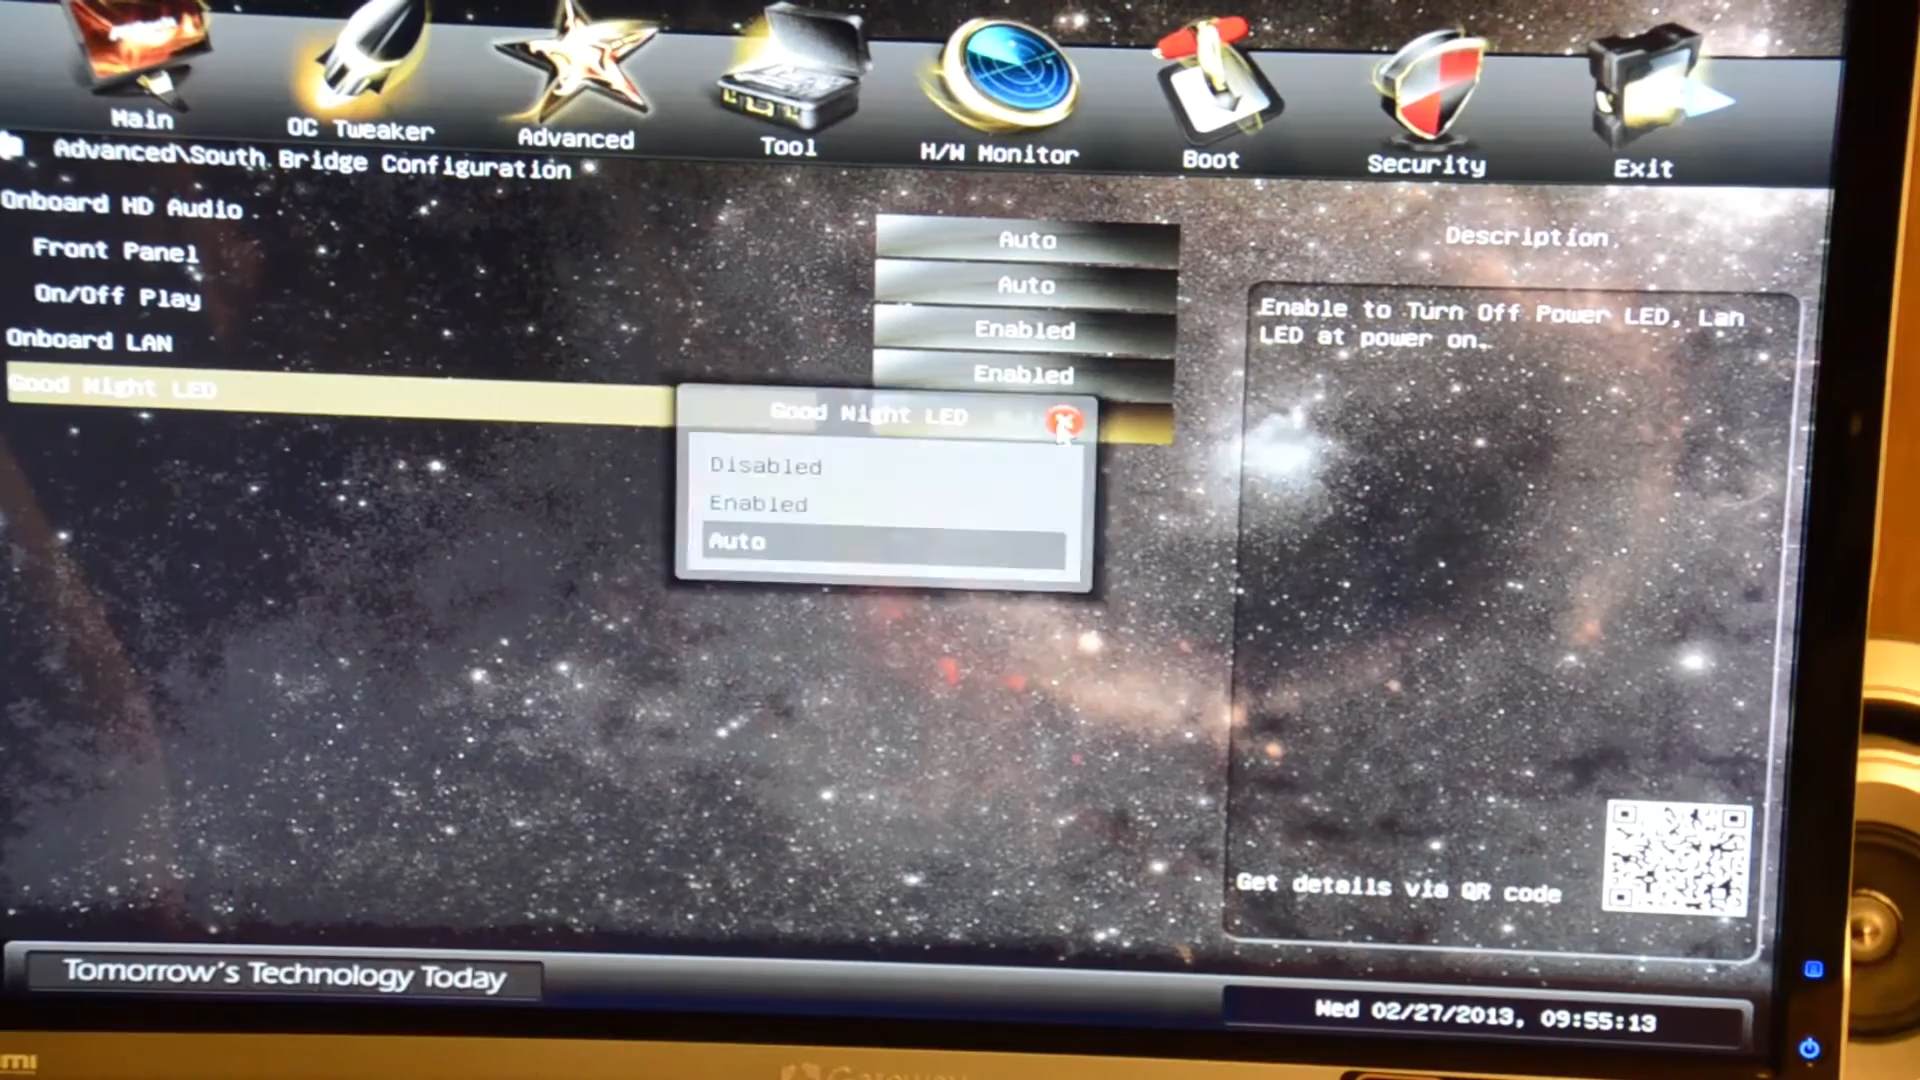 Main
OC Tweaker
Advanced
Tool
H/W Monitor
Boot
Security
Exit
Advanced\South Bridge Configuration
Onboard HD Audio
Auto
Front Panel
Auto
On/Off Play
Enabled
Onboard LAN
Enabled
Good Night LED
Good Night LED
Disabled
Enabled
Auto
Description
Enable to Turn Off Power LED, Lan
LED at power on.
Get details via QR code
Tomorrow's Technology Today
Wed 02/27/2013, 09:55:13
Gateway